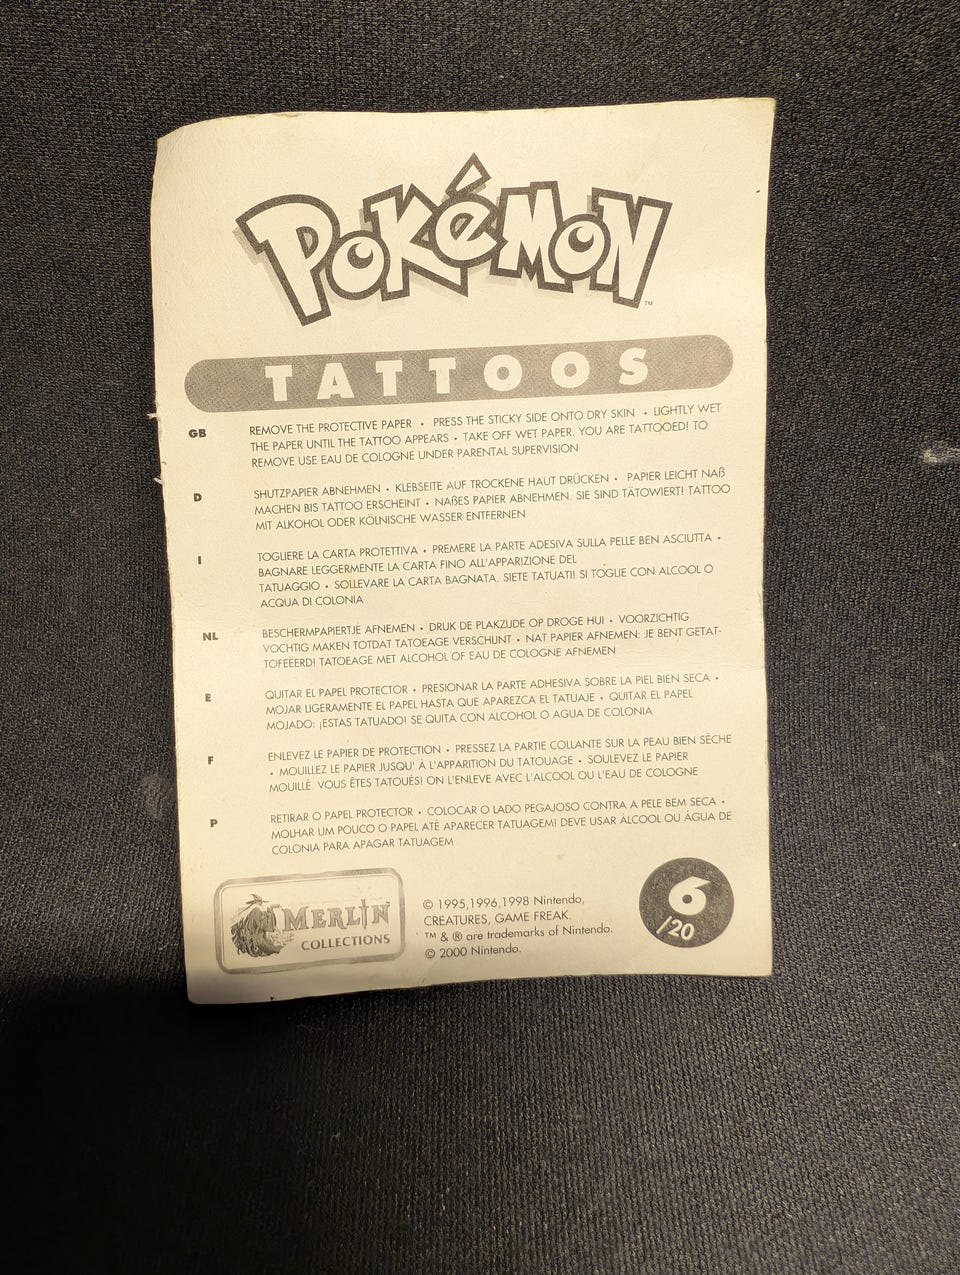 POKéMON™
TATTOOS
GB
REMOVE THE PROTECTIVE PAPER • PRESS THE STICKY SIDE ONTO DRY SKIN • LIGHTLY WET
THE PAPER UNTIL THE TATTOO APPEARS • TAKE OFF WET PAPER. YOU ARE TATTOOED! TO
REMOVE USE EAU DE COLOGNE UNDER PARENTAL SUPERVISION
D
SHUTZPAPIER ABNEHMEN • KLEBSEITE AUF TROCKENE HAUT DRÜCKEN • PAPIER LEICHT NAß
MACHEN BIS TATTOO ERSCHEINT • NAßES PAPIER ABNEHMEN. SIE SIND TÄTOWIERT! TATTOO
MIT ALKOHOL ODER KÖLNISCHE WASSER ENTFERNEN
I
TOGLIERE LA CARTA PROTETTIVA • PREMERE LA PARTE ADESIVA SULLA PELLE BEN ASCIUTTA •
BAGNARE LEGGERMENTE LA CARTA FINO ALL'APPARIZIONE DEL
TATUAGGIO • SOLLEVARE LA CARTA BAGNATA. SIETE TATUATI! SI TOGLIE CON ALCOOL O
ACQUA DI COLONIA
NL
BESCHERMPAPIERTJE AFNEMEN • DRUK DE PLAKZIJDE OP DROGE HUI • VOORZICHTIG
VOCHTIG MAKEN TOTDAT TATOEAGE VERSCHIJNT • NAT PAPIER AFNEMEN: JE BENT GETAT-
TOFEËERD! TATOEAGE MET ALCOHOL OF EAU DE COLOGNE AFNEMEN
E
QUITAR EL PAPEL PROTECTOR • PRESIONAR LA PARTE ADHESIVA SOBRE LA PIEL BIEN SECA •
MOJAR LIGERAMENTE EL PAPEL HASTA QUE APAREZCA EL TATUAJE • QUITAR EL PAPEL
MOJADO: ¡ESTAS TATUADO! SE QUITA CON ALCOHOL O AGUA DE COLONIA
F
ENLEVEZ LE PAPIER DE PROTECTION • PRESSEZ LA PARTIE COLLANTE SUR LA PEAU BIEN SÈCHE
• MOUILLEZ LE PAPIER JUSQU' À L'APPARITION DU TATOUAGE • SOULEVEZ LE PAPIER
MOUILLÉ. VOUS ÊTES TATOUÉS! ON L'ENLEVE AVEC L'ALCOOL OU L'EAU DE COLOGNE
P
RETIRAR O PAPEL PROTECTOR • COLOCAR O LADO PEGAJOSO CONTRA A PELE BEM SECA •
MOLHAR UM POUCO O PAPEL ATÈ APARECER TATUAGEM! DEVE USAR ÀLCOOL OU ÀGUA DE
COLONIA PARA APAGAR TATUAGEM
MERLIN
COLLECTIONS
© 1995,1996,1998 Nintendo,
CREATURES, GAME FREAK.
™ & ® are trademarks of Nintendo.
© 2000 Nintendo.
6
/20